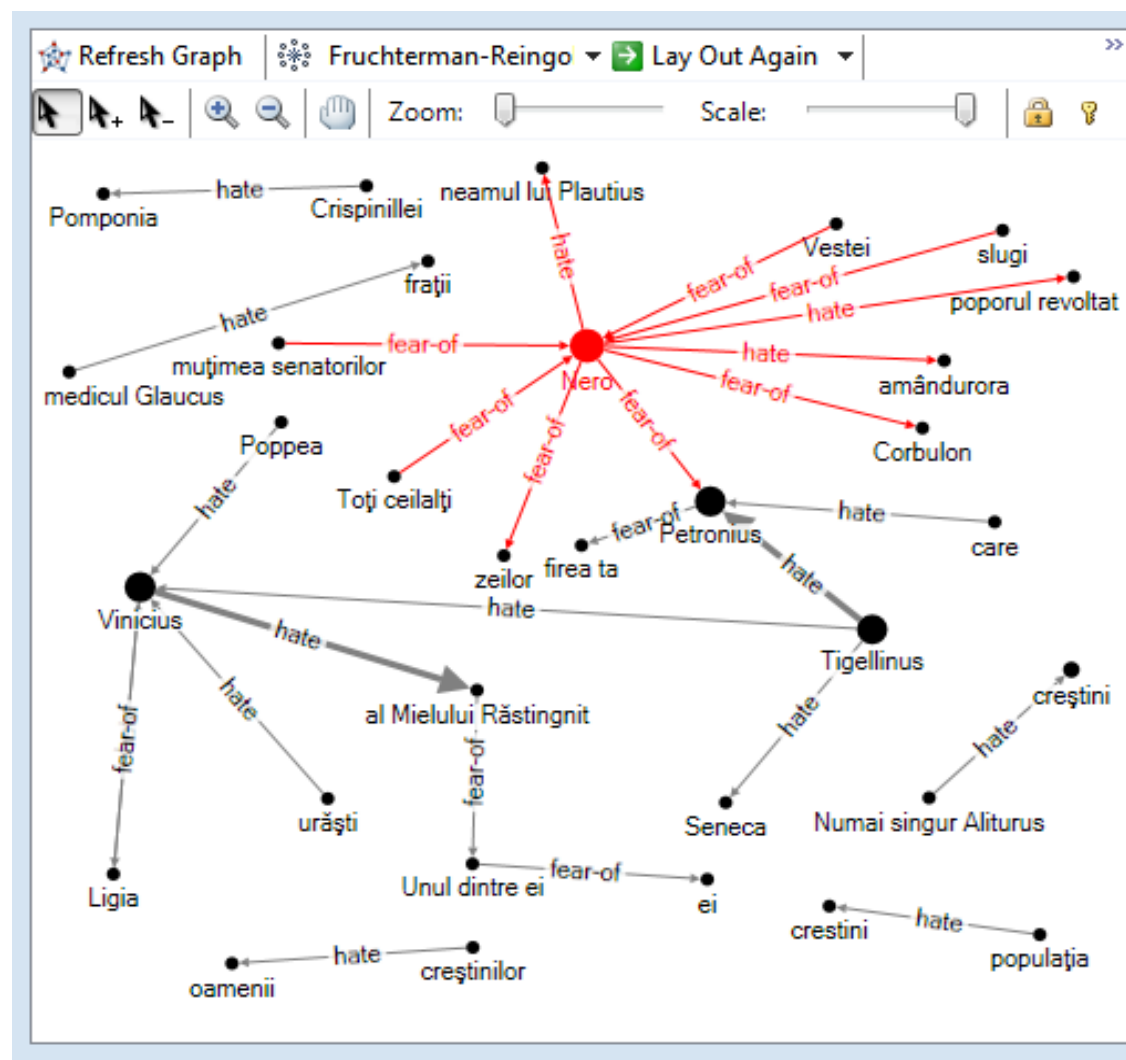 Refresh Graph Fruchterman-Reingo Lay Out Again »
Zoom: Scale:
hate
neamul lui Plautius
Pomponia
Crispinillei
Vestei
slugi
hate
fraţii
fear-of
fear-of
poporul revoltat
hate
hate
muţimea senatorilor
fear-of
hate
medicul Glaucus
Nero
amândurora
fear-of
Poppea
fear-of
fear-of
Corbulon
fear-of
hate
Toţi ceilalţi
fear-of
Petronius
hate
care
zeilor
firea ta
hate
hate
Vinicius
hate
Tigellinus
al Mielului Răstingnit
creştini
hate
hate
hate
fear-of
fear-of
urăşti
Seneca
Numai singur Aliturus
Ligia
Unul dintre ei
fear-of
ei
crestini
hate
populaţia
hate
oamenii
creştinilor